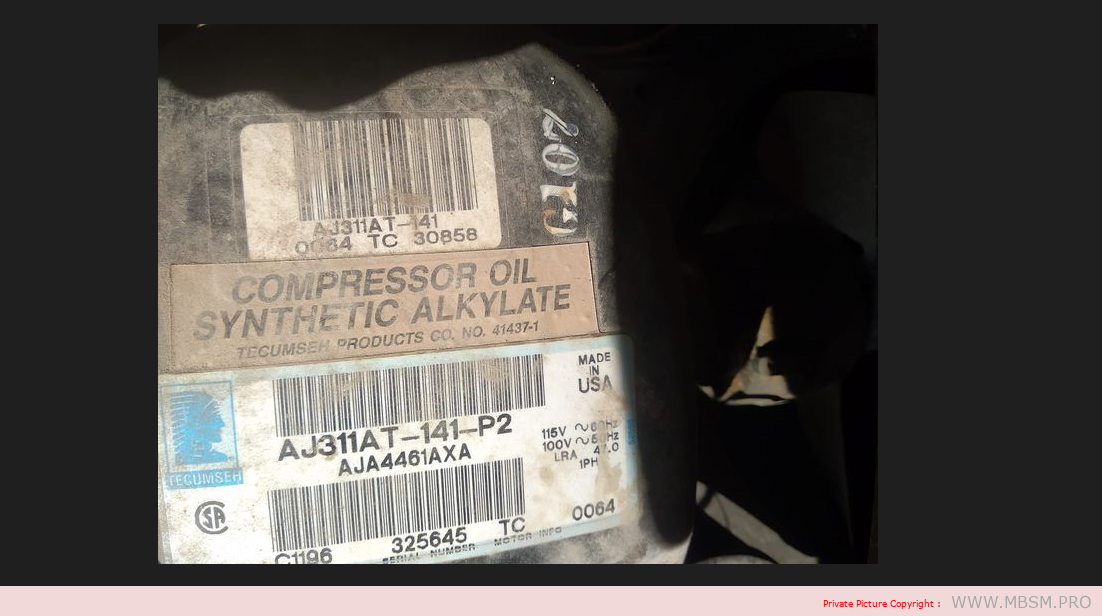 AJ311AT-141
0064 TC 30858
COMPRESSOR OIL
SYNTHETIC ALKYLATE
TECUMSEH PRODUCTS CO. NO. 41437-1
MADE
IN
USA
AJ311AT-141-P2
AJA4461AXA
115V ~ 60Hz
100V ~ 50Hz
LRA
1PH
TECUMSEH
SA
C1196
325645 TC 0064
SERIAL NUMBER MOTOR INFO
Private Picture Copyright :
WWW.MBSM.PRO